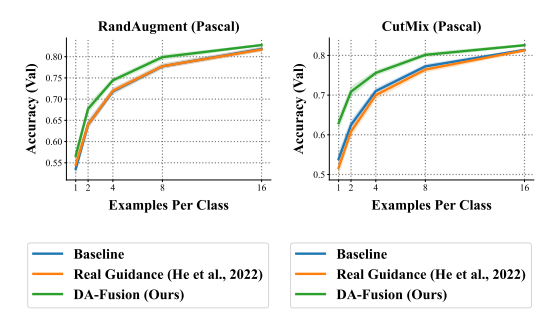 RandAugment (Pascal)
Accuracy (Val)
0.80
0.75
0.70
0.65
0.60
0.55
1 2 4 8 16
Examples Per Class
Baseline
Real Guidance (He et al., 2022)
DA-Fusion (Ours)
CutMix (Pascal)
Accuracy (Val)
0.8
0.7
0.6
0.5
1 2 4 8 16
Examples Per Class
Baseline
Real Guidance (He et al., 2022)
DA-Fusion (Ours)